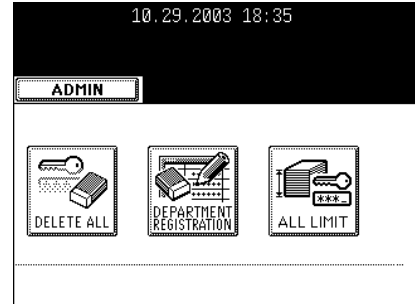 10.29.2003 18:35
ADMIN
DELETE ALL
DEPARTMENT
REGISTRATION
ALL LIMIT
***_